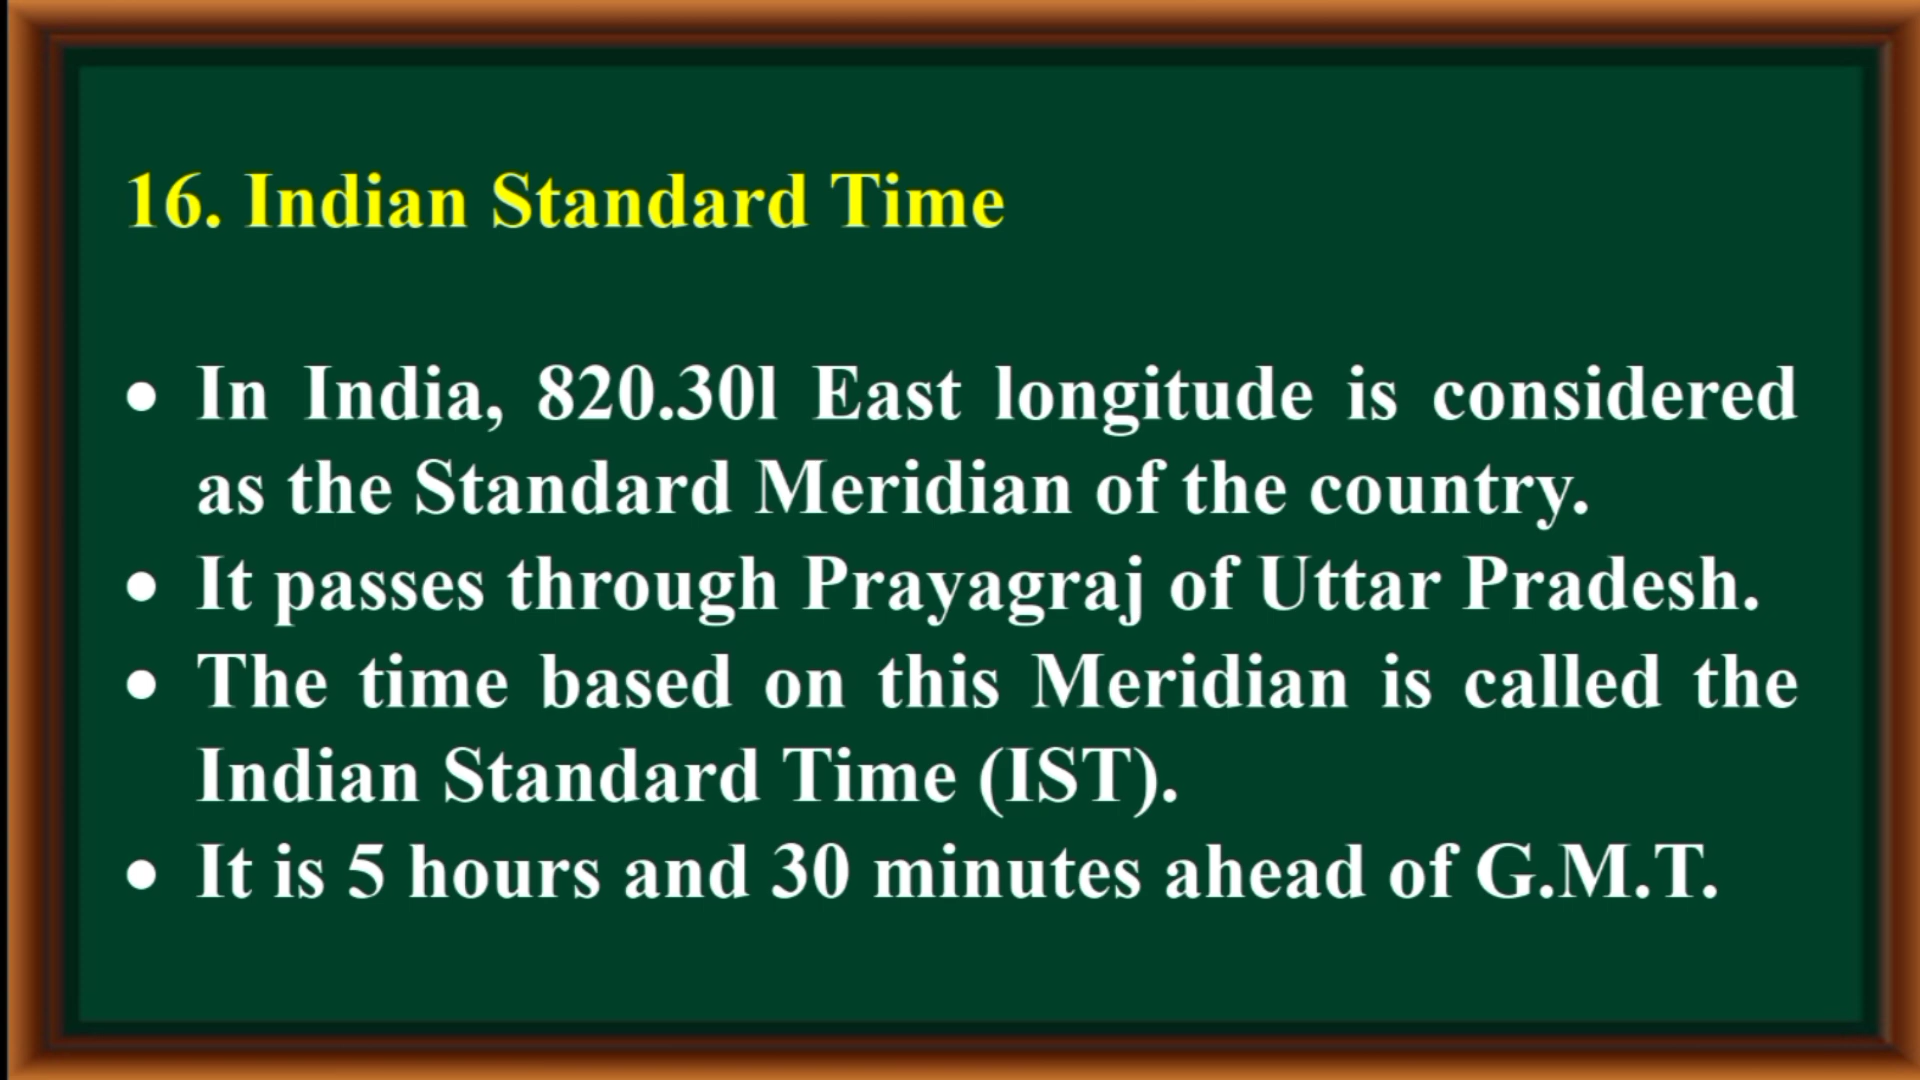 16. Indian Standard Time
• In India, 820.30l East longitude is considered
as the Standard Meridian of the country.
• It passes through Prayagraj of Uttar Pradesh.
• The time based on this Meridian is called the
Indian Standard Time (IST).
• It is 5 hours and 30 minutes ahead of G.M.T.